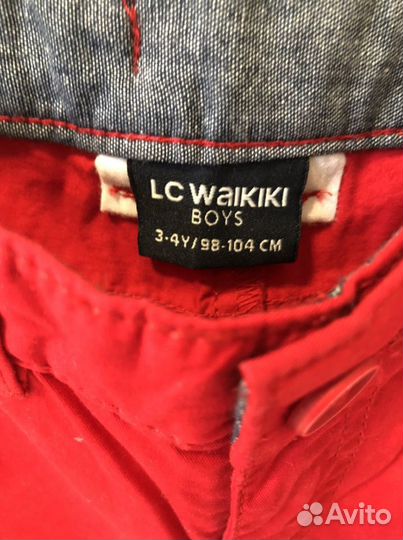 LC WAIKIKI
BOYS
3-4Y/98-104 CM
Avito